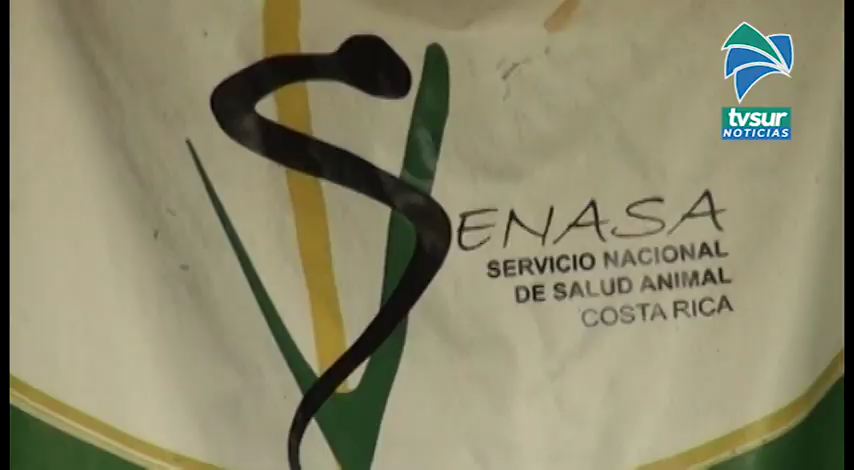 tvsur
NOTICIAS
SENASA
SERVICIO NACIONAL
DE SALUD ANIMAL
COSTA RICA